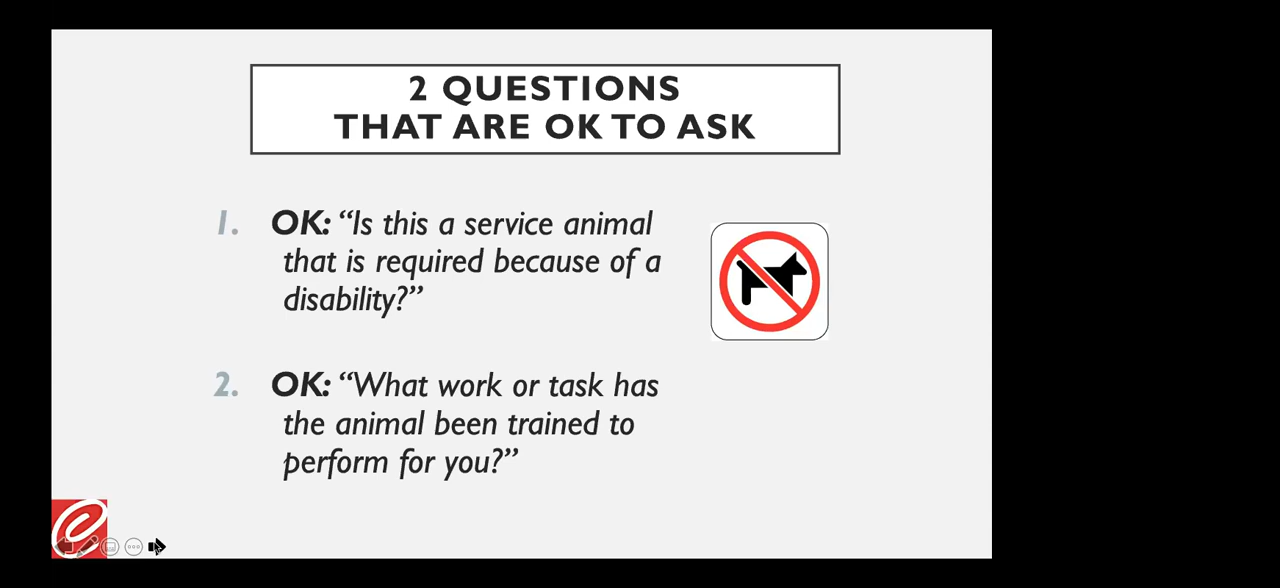 2 QUESTIONS
THAT ARE OK TO ASK
1. OK: “Is this a service animal
that is required because of a
disability?”
2. OK: “What work or task has
the animal been trained to
perform for you?”